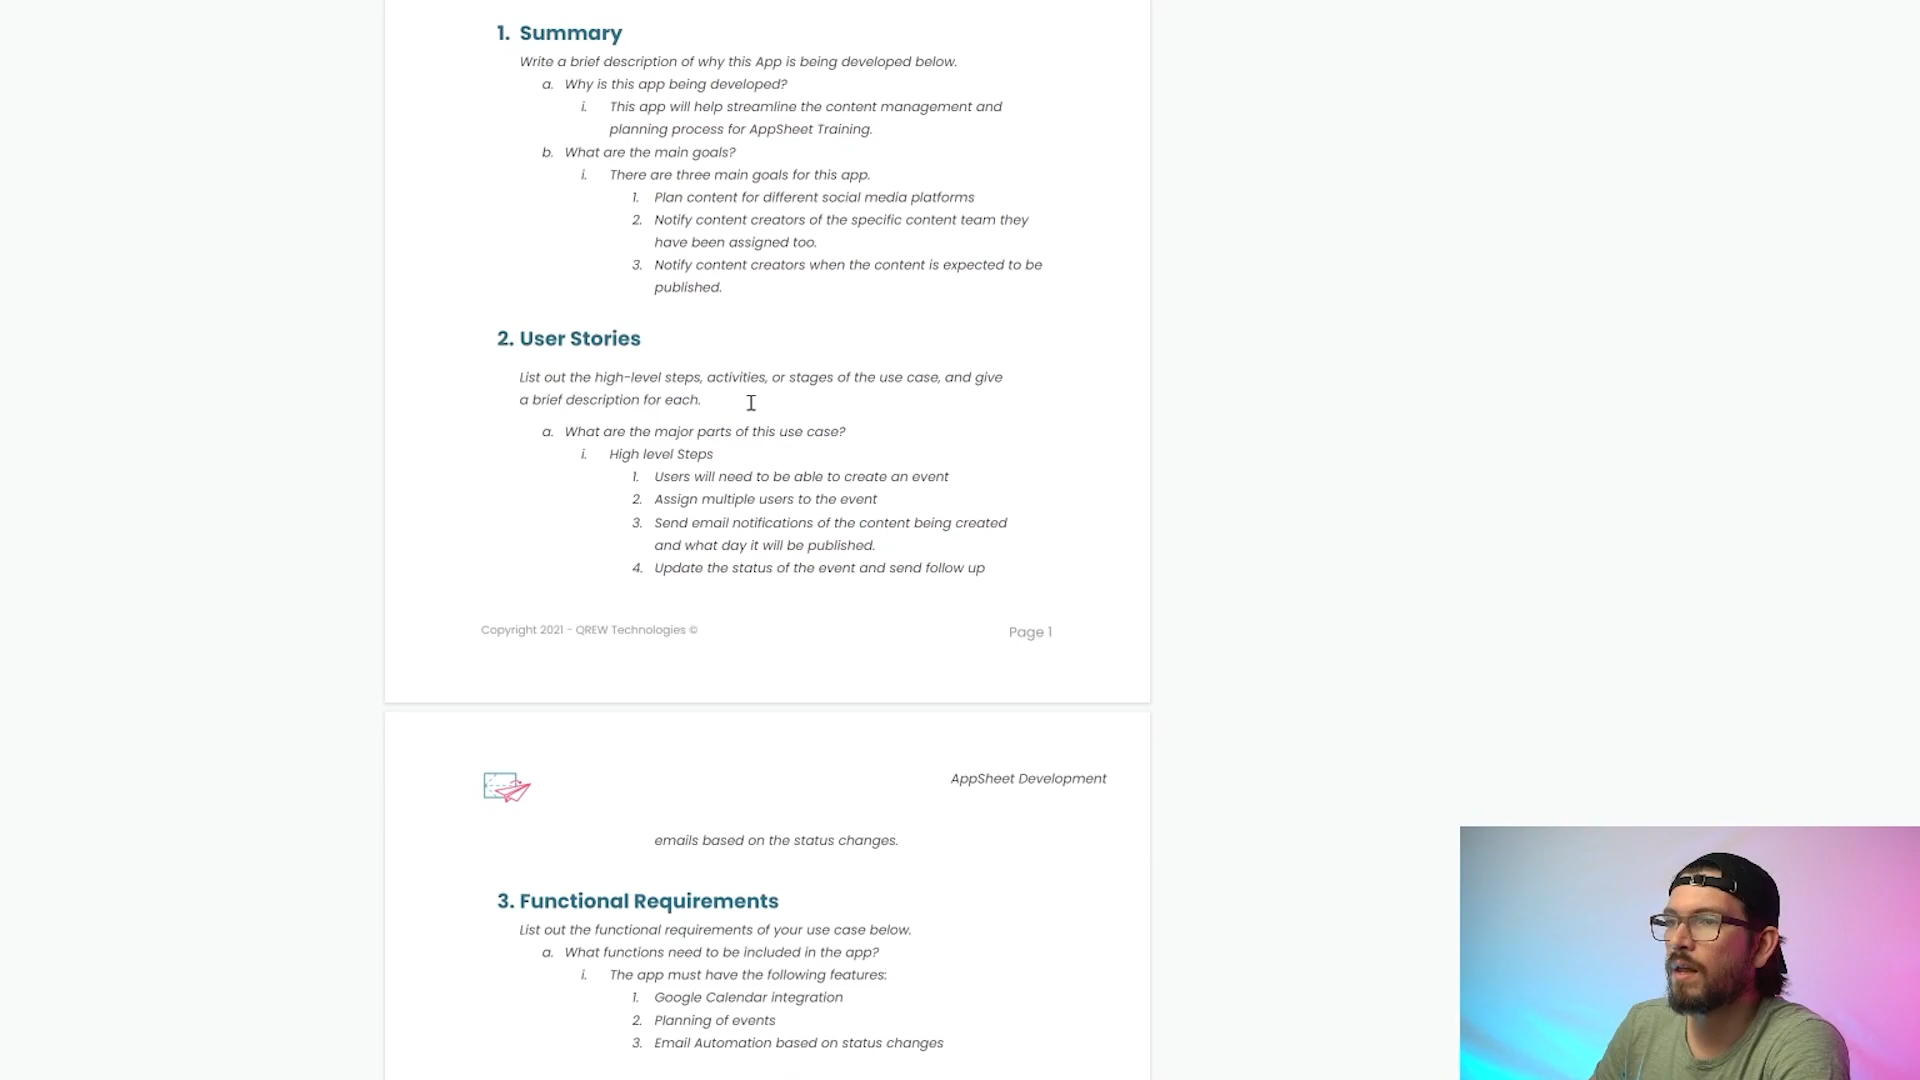 1. Summary
Write a brief description of why this App is being developed below.
a. Why is this app being developed?
i. This app will help streamline the content management and
planning process for AppSheet Training.
b. What are the main goals?
i. There are three main goals for this app.
1. Plan content for different social media platforms
2. Notify content creators of the specific content team they
have been assigned too.
3. Notify content creators when the content is expected to be
published.
2. User Stories
List out the high-level steps, activities, or stages of the use case, and give
a brief description for each.
a. What are the major parts of this use case?
i. High level Steps
1. Users will need to be able to create an event
2. Assign multiple users to the event
3. Send email notifications of the content being created
and what day it will be published.
4. Update the status of the event and send follow up
Copyright 2021 - QREW Technologies © Page 1
AppSheet Development
emails based on the status changes.
3. Functional Requirements
List out the functional requirements of your use case below.
a. What functions need to be included in the app?
i. The app must have the following features:
1. Google Calendar integration
2. Planning of events
3. Email Automation based on status changes